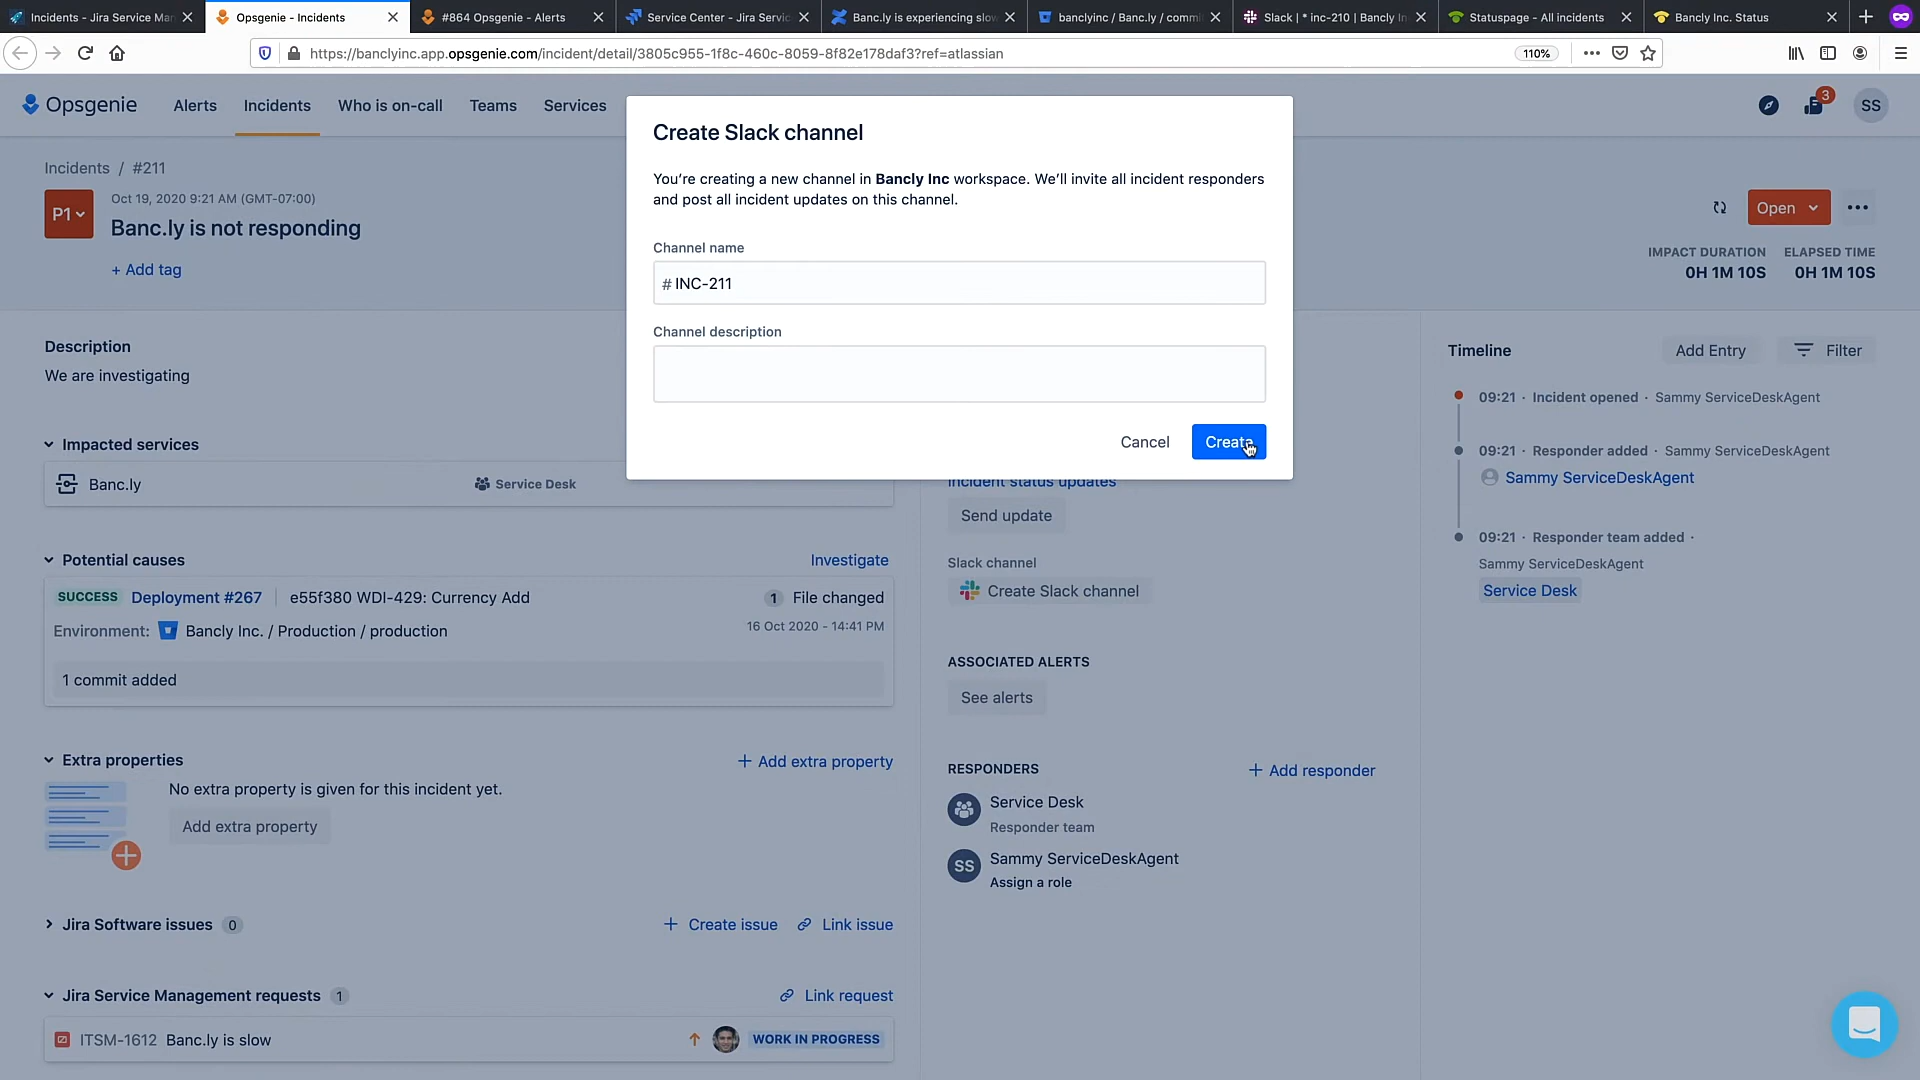 Incidents - Jira Service Man
Opsgenie - Incidents
#864 Opsgenie - Alerts
Service Center - Jira Servic
Banc.ly is experiencing slow
banclyinc / Banc.ly / commi
Slack | * inc-210 | Bancly In
Statuspage - All incidents
Bancly Inc. Status
https://banclyinc.app.opsgenie.com/incident/detail/3805c955-1f8c-460c-8059-8f82e178daf3?ref=atlassian
110%
Opsgenie
Alerts
Incidents
Who is on-call
Teams
Services
3
SS
Incidents / #211
P1
Oct 19, 2020 9:21 AM (GMT-07:00)
Banc.ly is not responding
+ Add tag
Open
IMPACT DURATION
0H 1M 10S
ELAPSED TIME
0H 1M 10S
Create Slack channel
You're creating a new channel in Bancly Inc workspace. We'll invite all incident responders
and post all incident updates on this channel.
Channel name
# INC-211
Channel description
Cancel
Create
Description
We are investigating
Impacted services
Banc.ly
Service Desk
Potential causes
Investigate
SUCCESS Deployment #267 e55f380 WDI-429: Currency Add
1 File changed
Environment: Bancly Inc. / Production / production
16 Oct 2020 - 14:41 PM
1 commit added
Extra properties
+ Add extra property
No extra property is given for this incident yet.
Add extra property
Jira Software issues 0
+ Create issue
Link issue
Jira Service Management requests 1
Link request
ITSM-1612 Banc.ly is slow
WORK IN PROGRESS
Incident status updates
Send update
Slack channel
Create Slack channel
ASSOCIATED ALERTS
See alerts
RESPONDERS
+ Add responder
Service Desk
Responder team
SS
Sammy ServiceDeskAgent
Assign a role
Timeline
Add Entry
Filter
09:21 · Incident opened · Sammy ServiceDeskAgent
09:21 · Responder added · Sammy ServiceDeskAgent
Sammy ServiceDeskAgent
09:21 · Responder team added ·
Sammy ServiceDeskAgent
Service Desk